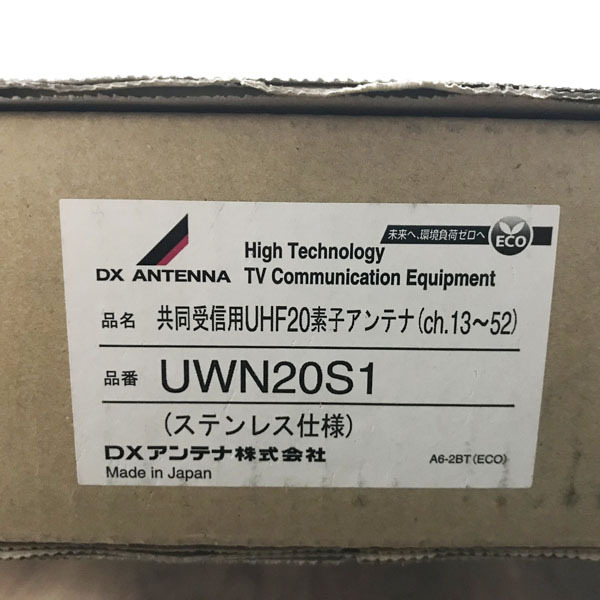 未来へ、環境負荷ゼロへ ECO
DX ANTENNA
High Technology
TV Communication Equipment
品名 共同受信用UHF20素子アンテナ(ch.13~52)
品番 UWN20S1
(ステンレス仕様)
DXアンテナ株式会社
Made in Japan
A6-2BT(ECO)